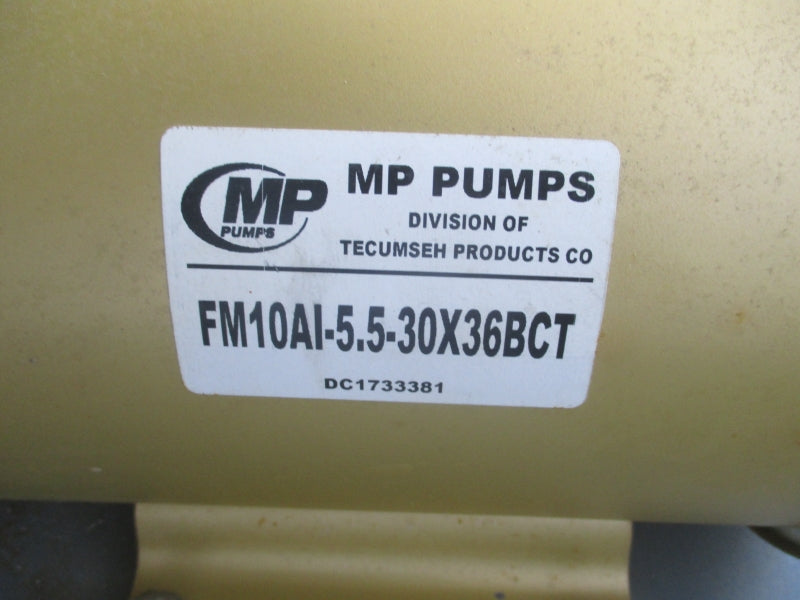 MP
PUMPS
MP PUMPS
DIVISION OF
TECUMSEH PRODUCTS CO
FM10AI-5.5-30X36BCT
DC1733381